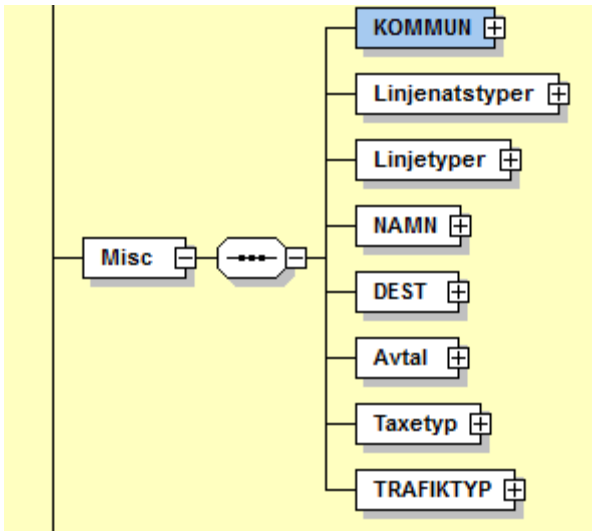 KOMMUN
Linjenatstyper
Linjetyper
NAMN
Misc
DEST
Avtal
Taxetyp
TRAFIKTYP